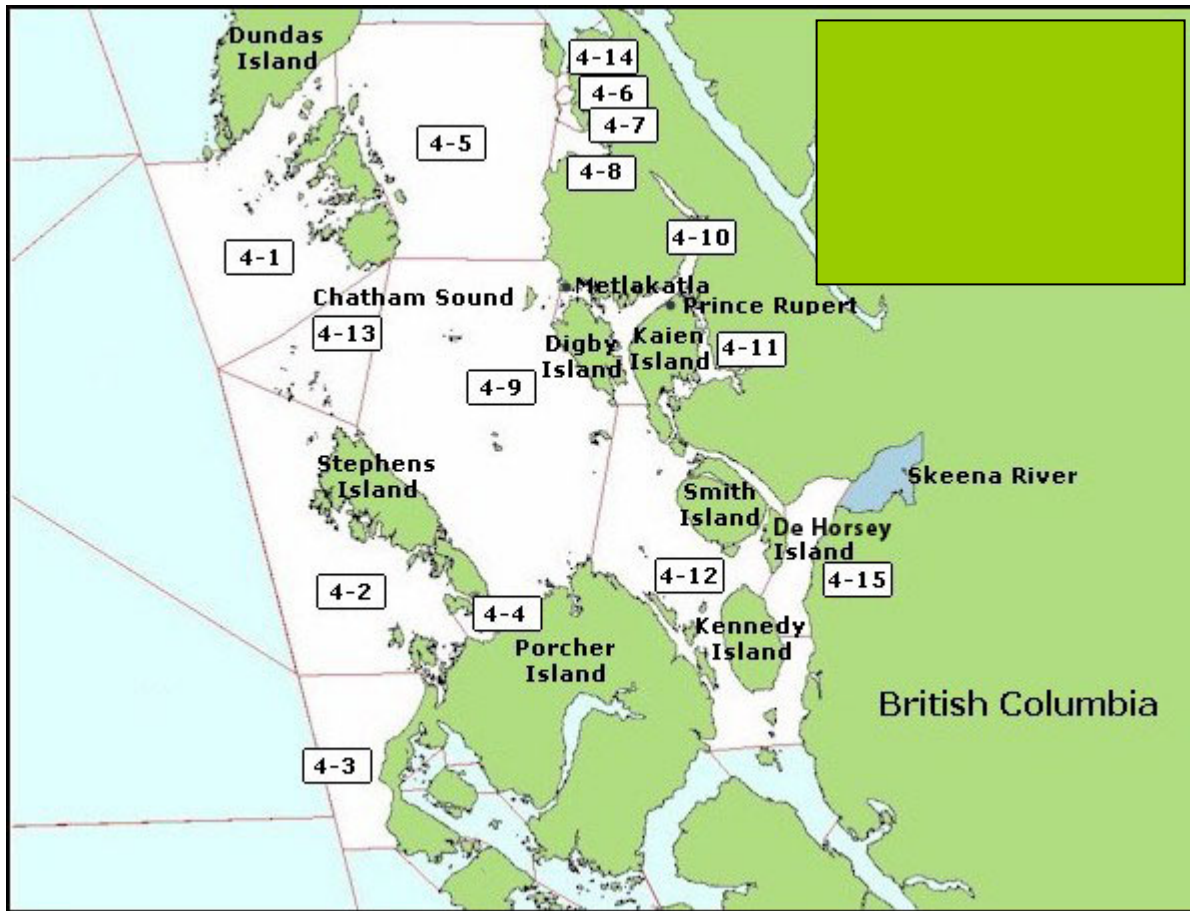 Dundas
Island
4-14
4-6
4-7
4-5
4-8
4-10
4-1
Metlakatla
Chatham Sound
Prince Rupert
4-13
Digby
Island
Kaien
Island
4-11
4-9
Stephens
Island
Smith
Island
Skeena River
De Horsey
Island
4-12
4-15
4-2
4-4
Kennedy
Island
Porcher
Island
British Columbia
4-3